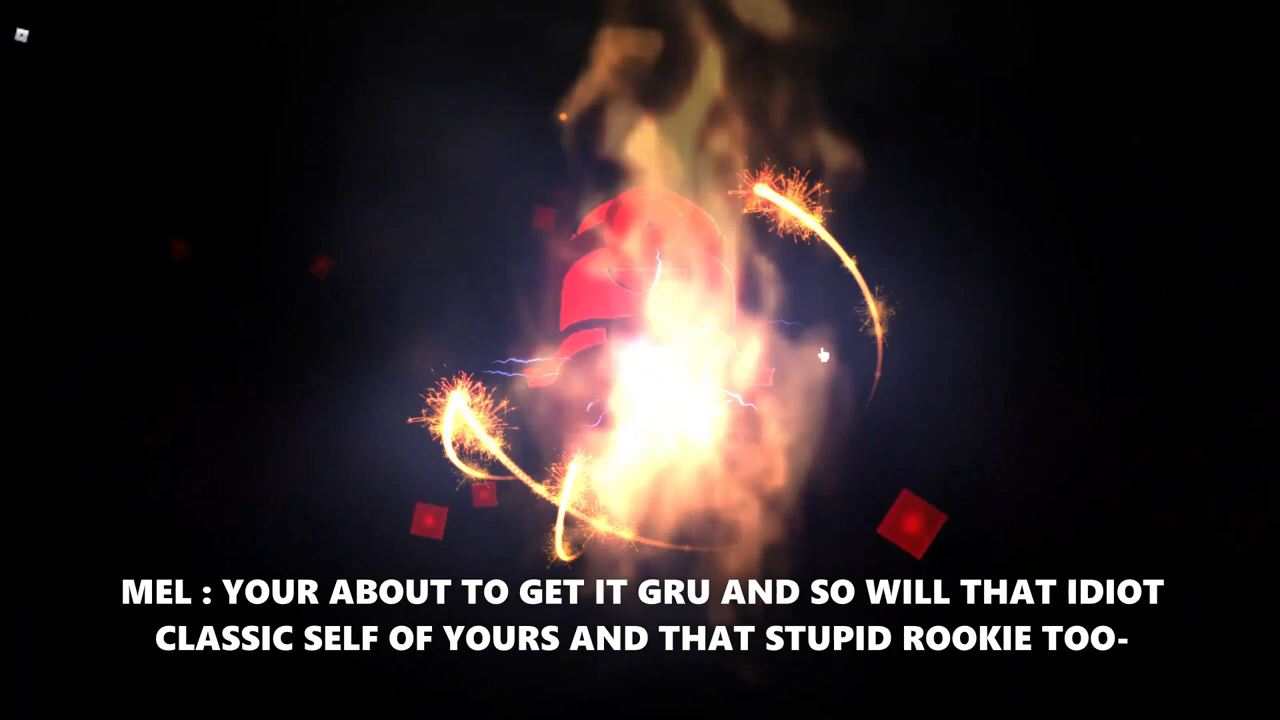 MEL : YOUR ABOUT TO GET IT GRU AND SO WILL THAT IDIOT
CLASSIC SELF OF YOURS AND THAT STUPID ROOKIE TOO-